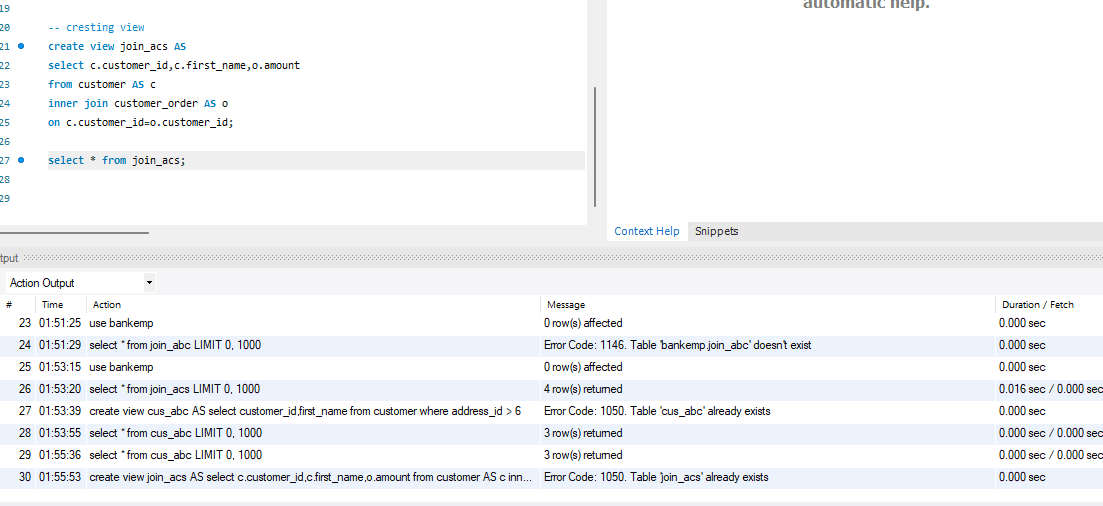 automatic help.
19
20 -- cresting view
21 create view join_acs AS
22 select c.customer_id,c.first_name,o.amount
23 from customer AS c
24 inner join customer_order AS o
25 on c.customer_id=o.customer_id;
26
27 select * from join_acs;
28
29
Context Help Snippets
tput
Action Output
# Time Action Message Duration / Fetch
23 01:51:25 use bankemp 0 row(s) affected 0.000 sec
24 01:51:29 select * from join_abc LIMIT 0, 1000 Error Code: 1146. Table 'bankemp.join_abc' doesn't exist 0.000 sec
25 01:53:15 use bankemp 0 row(s) affected 0.000 sec
26 01:53:20 select * from join_acs LIMIT 0, 1000 4 row(s) returned 0.016 sec / 0.000 sec
27 01:53:39 create view cus_abc AS select customer_id,first_name from customer where address_id > 6 Error Code: 1050. Table 'cus_abc' already exists 0.000 sec
28 01:53:55 select * from cus_abc LIMIT 0, 1000 3 row(s) returned 0.000 sec / 0.000 sec
29 01:55:36 select * from cus_abc LIMIT 0, 1000 3 row(s) returned 0.000 sec / 0.000 sec
30 01:55:53 create view join_acs AS select c.customer_id,c.first_name,o.amount from customer AS c inn... Error Code: 1050. Table 'join_acs' already exists 0.000 sec